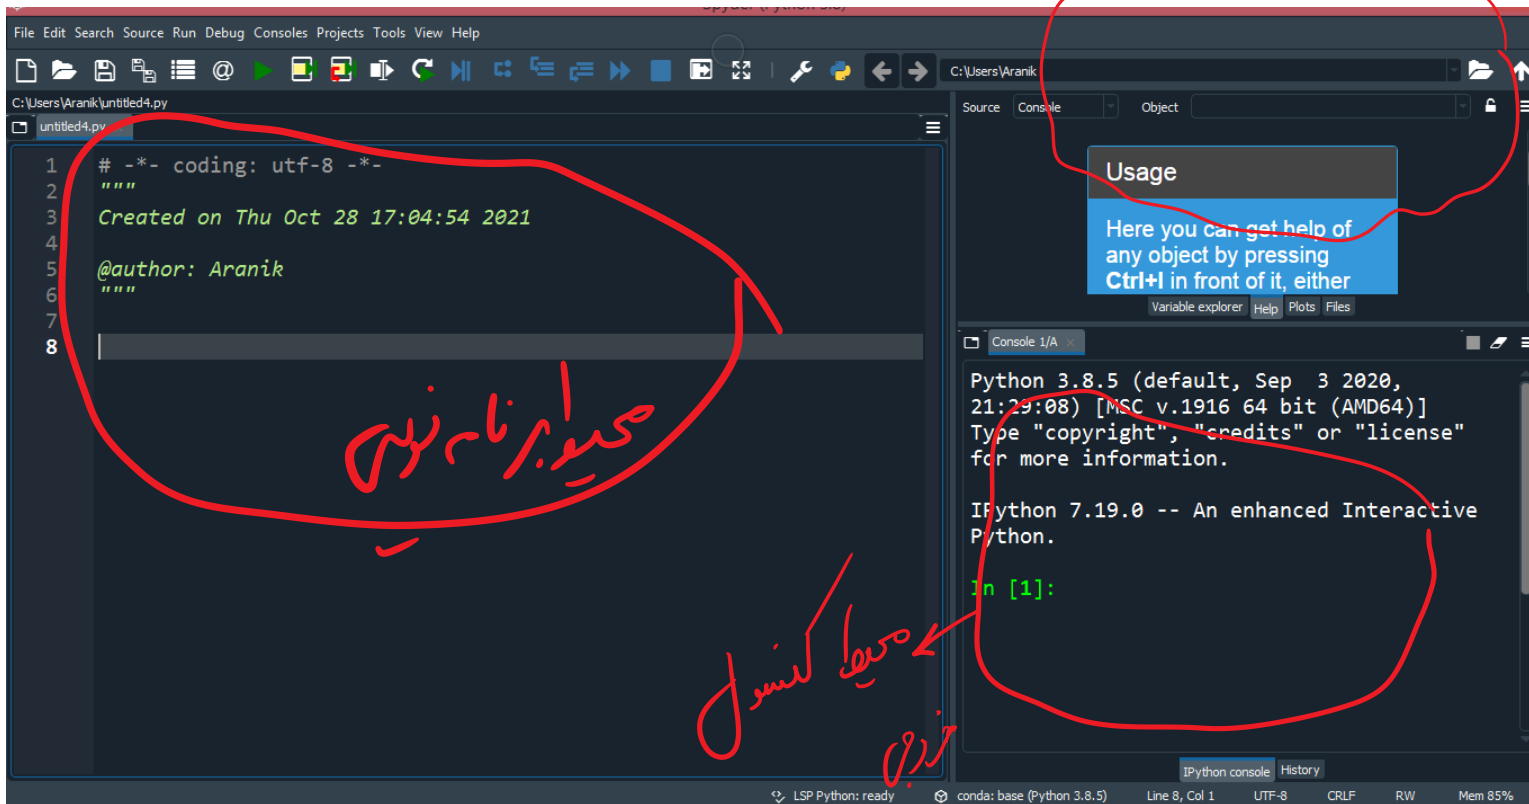 File Edit Search Source Run Debug Consoles Projects Tools View Help
C:\Users\Aranik
C:\Users\Aranik\untitled4.py
untitled4.py
1 # -*- coding: utf-8 -*-
2 """
3 Created on Thu Oct 28 17:04:54 2021
4
5 @author: Aranik
6 """
7
8
محیط برنامه نویسی
Source Console Object
Usage
Here you can get help of
any object by pressing
Ctrl+I in front of it, either
Variable explorer Help Plots Files
Console 1/A
Python 3.8.5 (default, Sep 3 2020,
21:29:08) [MSC v.1916 64 bit (AMD64)]
Type "copyright", "credits" or "license"
for more information.
IPython 7.19.0 -- An enhanced Interactive
Python.
In [1]:
محیط کنسول
خروجی
IPython console History
LSP Python: ready conda: base (Python 3.8.5) Line 8, Col 1 UTF-8 CRLF RW Mem 85%